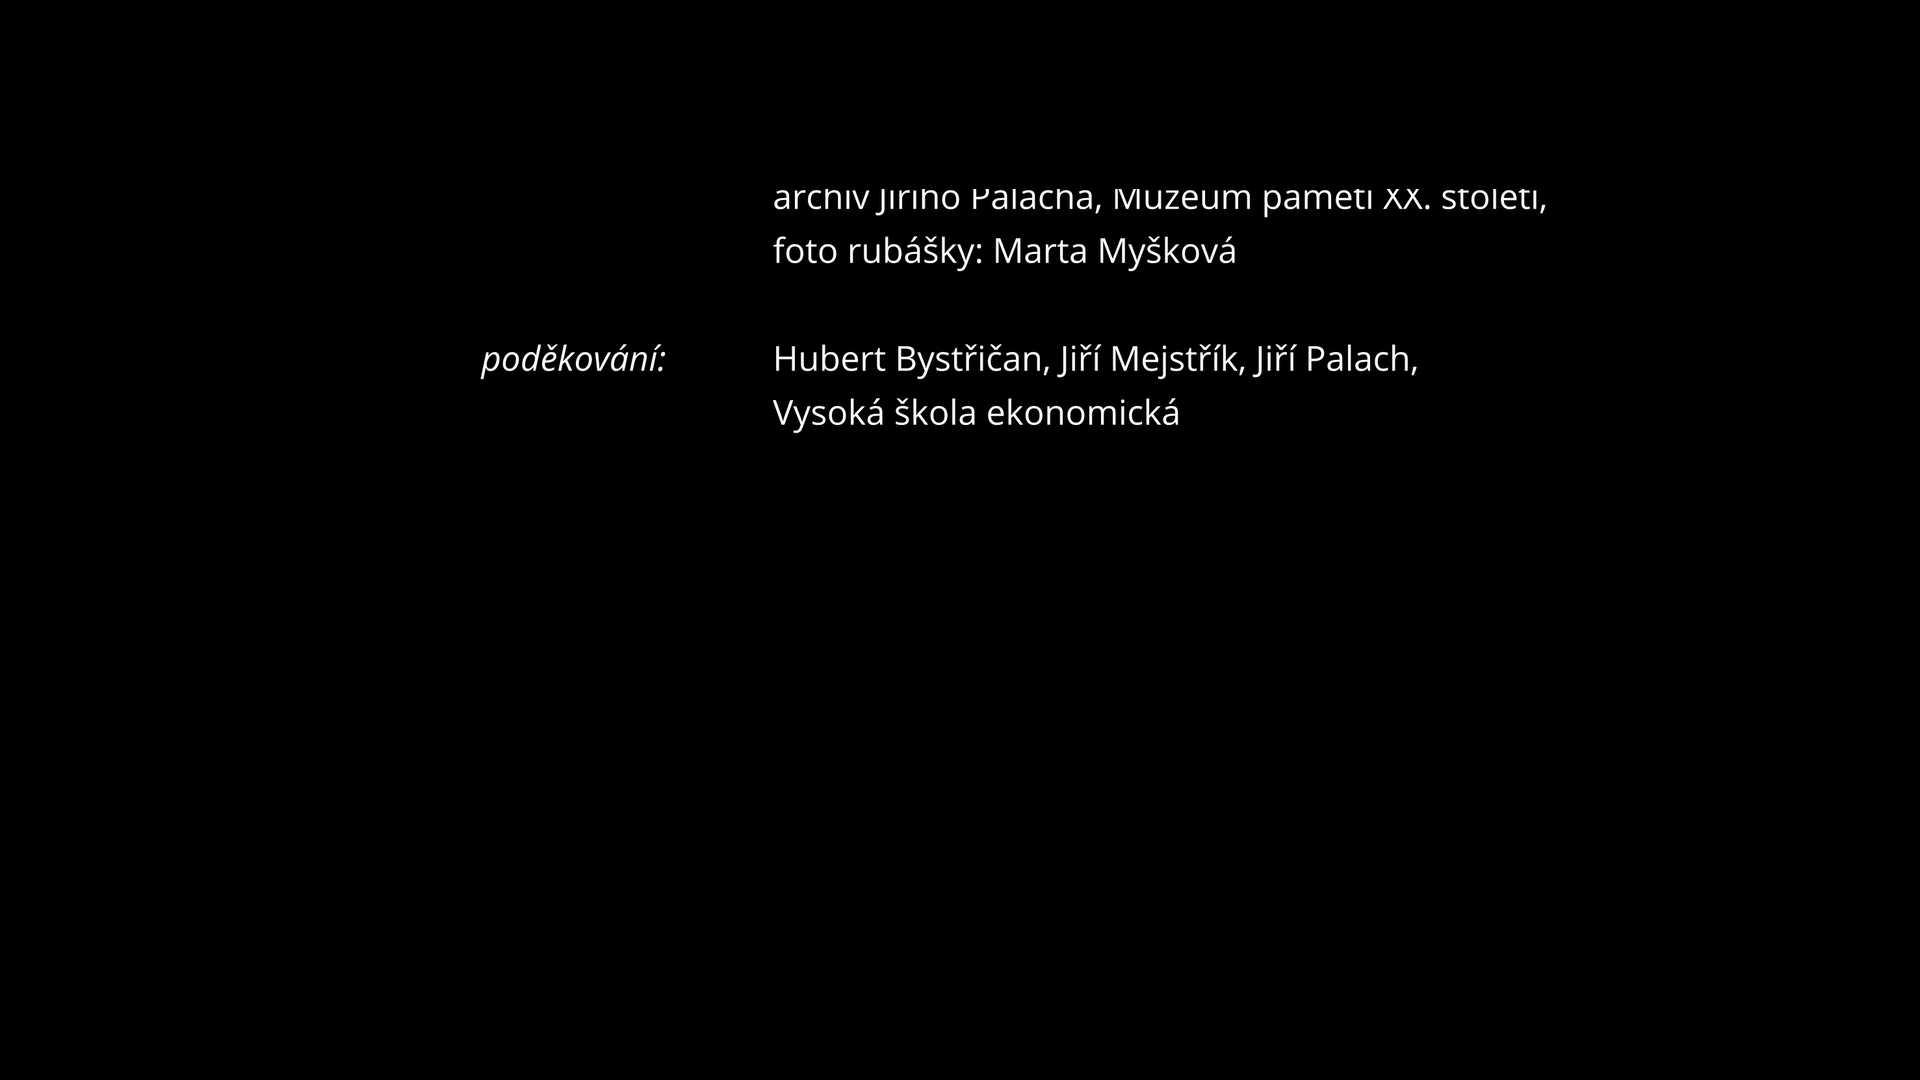 archiv Jiřího Palacha, Muzeum paměti XX. století,
foto rubášky: Marta Myšková
poděkování: Hubert Bystřičan, Jiří Mejstřík, Jiří Palach,
Vysoká škola ekonomická